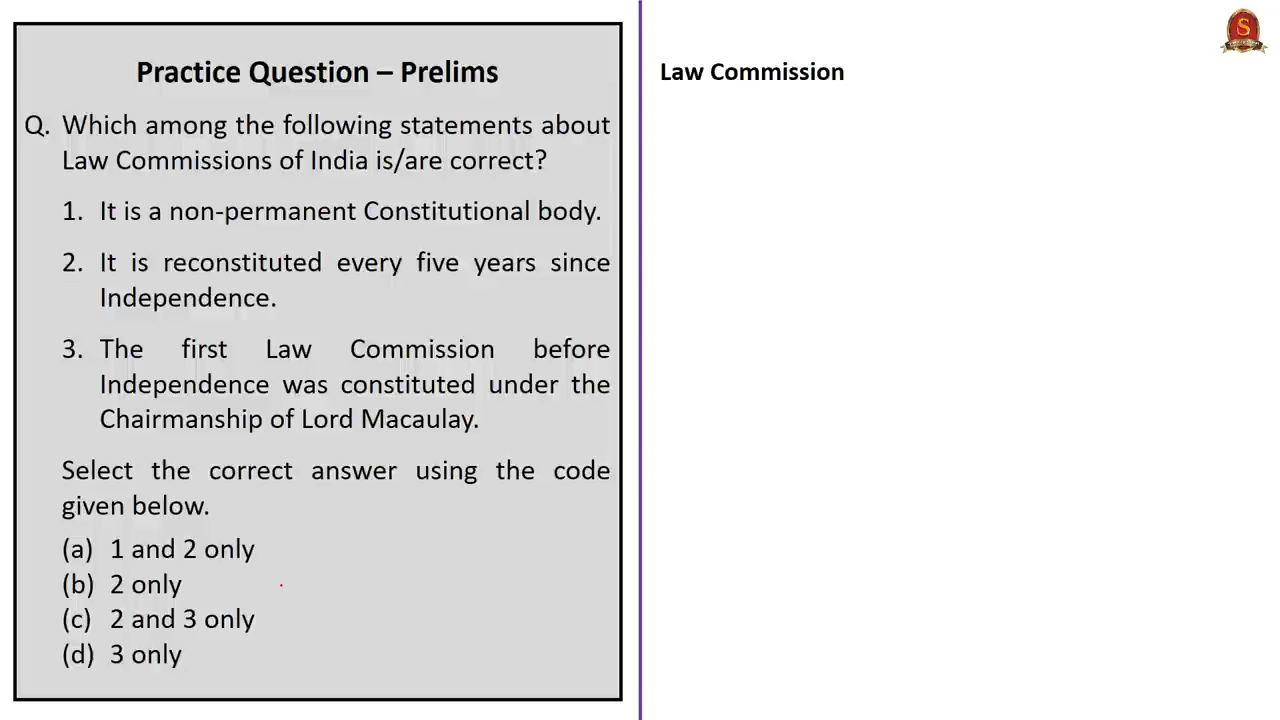 Practice Question – Prelims
Q. Which among the following statements about
Law Commissions of India is/are correct?
1. It is a non-permanent Constitutional body.
2. It is reconstituted every five years since
Independence.
3. The first Law Commission before
Independence was constituted under the
Chairmanship of Lord Macaulay.
Select the correct answer using the code
given below.
(a) 1 and 2 only
(b) 2 only
(c) 2 and 3 only
(d) 3 only
Law Commission
S